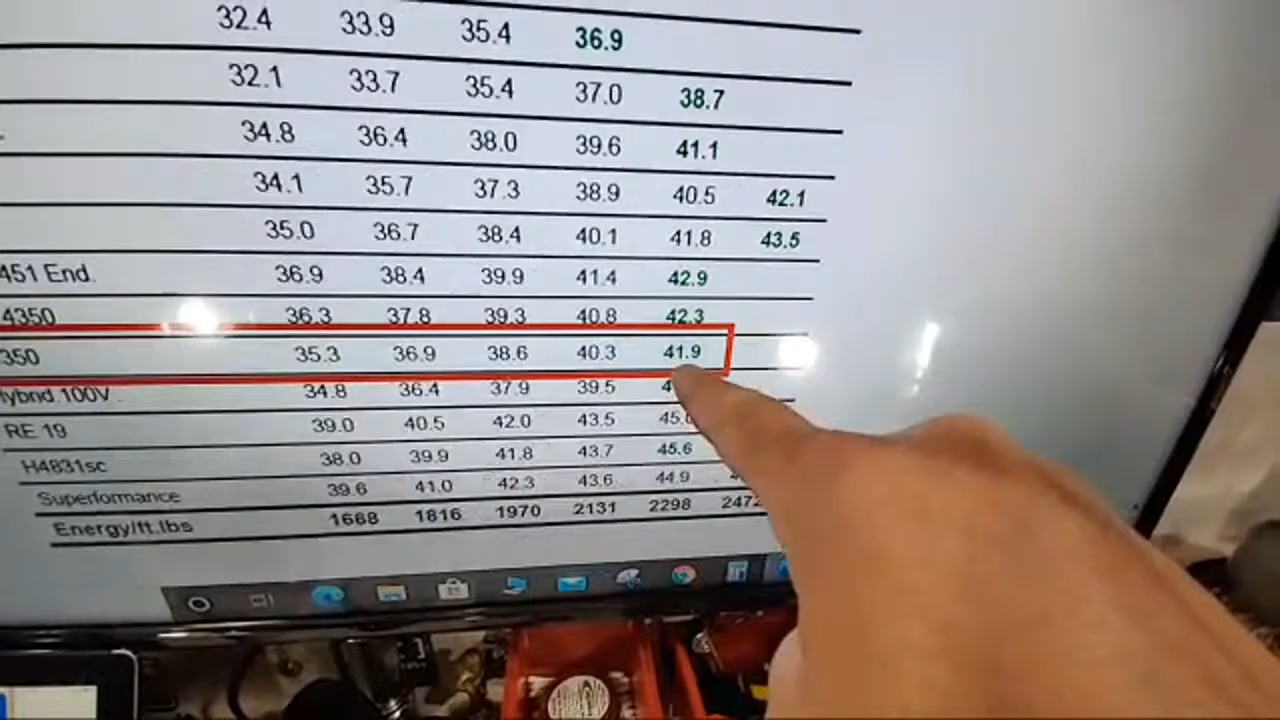 32.4 33.9 35.4 36.9
32.1 33.7 35.4 37.0 38.7
34.8 36.4 38.0 39.6 41.1
34.1 35.7 37.3 38.9 40.5 42.1
35.0 36.7 38.4 40.1 41.8 43.5
451 End. 36.9 38.4 39.9 41.4 42.9
4350 36.3 37.8 39.3 40.8 42.3
350 35.3 36.9 38.6 40.3 41.9
ybrid 100V 34.8 36.4 37.9 39.5
RE 19 39.0 40.5 42.0 43.5 45.0
H4831sc 38.0 39.9 41.8 43.7 45.6
Superformance 39.6 41.0 42.3 43.6 44.9
Energy/ft.lbs 1668 1816 1970 2131 2298 2472